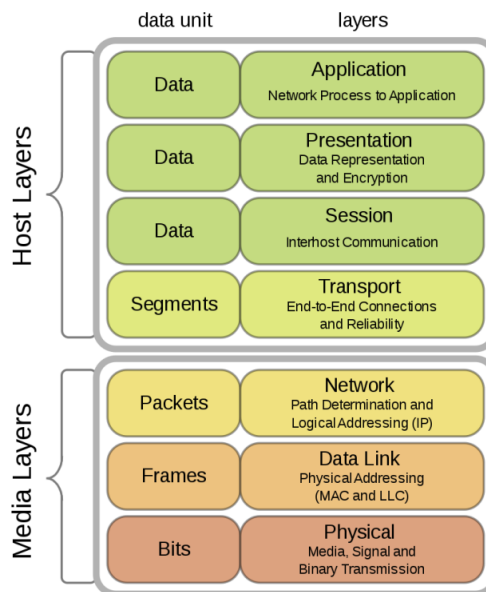 data unit layers
Host Layers
Data
Application
Network Process to Application
Data
Presentation
Data Representation
and Encryption
Data
Session
Interhost Communication
Segments
Transport
End-to-End Connections
and Reliability
Media Layers
Packets
Network
Path Determination and
Logical Addressing (IP)
Frames
Data Link
Physical Addressing
(MAC and LLC)
Bits
Physical
Media, Signal and
Binary Transmission